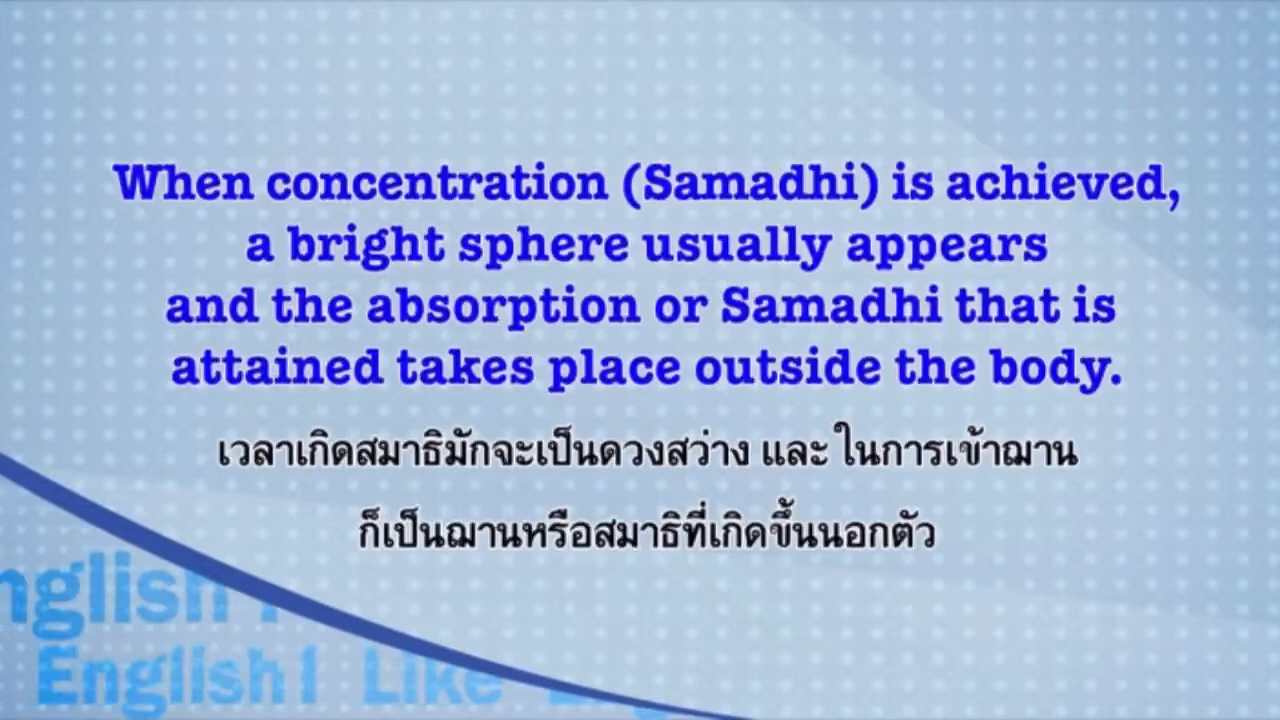 When concentration (Samadhi) is achieved,
a bright sphere usually appears
and the absorption or Samadhi that is
attained takes place outside the body.
เวลาเกิดสมาธิมักจะเป็นดวงสว่าง และ ในการเข้าฌาน
ก็เป็นฌานหรือสมาธิที่เกิดขึ้นนอกตัว
nglish I
English I Like